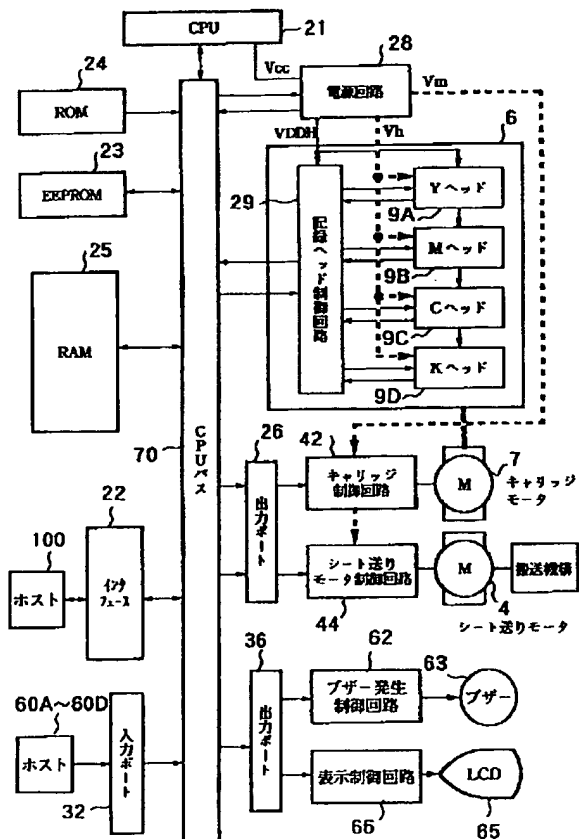 CPU
21
24
ROM
23
EEPROM
25
RAM
70
CPUバス
22
インタ
フェース
100
ホスト
60A～60D
ホスト
入力ポート
32
Vcc
28
電源回路
Vm
VDDH
Vh
6
29
記録ヘッド制御回路
Yヘッド
9A
Mヘッド
9B
Cヘッド
9C
Kヘッド
9D
26
出力ポート
42
キャリッジ
制御回路
M
7
キャリッジ
モータ
シート送り
モータ制御回路
44
M
4
シート送りモータ
搬送機構
36
出力ポート
62
ブザー発生
制御回路
63
ブザー
表示制御回路
66
LCD
65